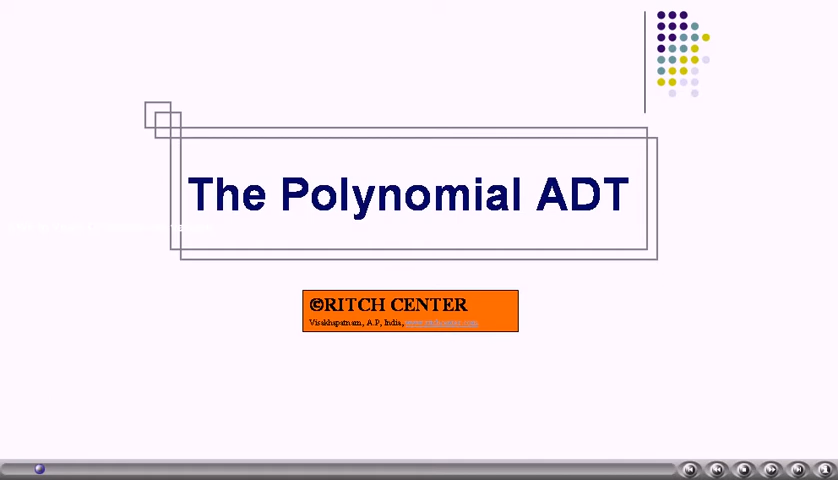 The Polynomial ADT
©RITCH CENTER
Visakhapatnam, A.P, India,